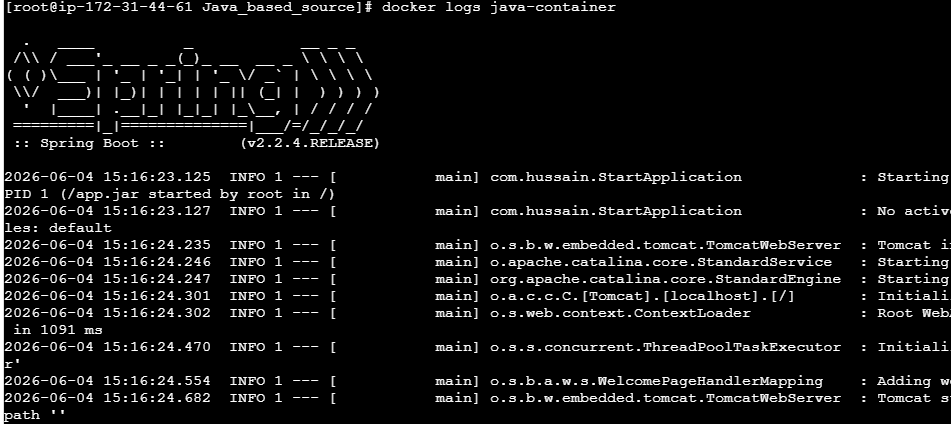 [root@ip-172-31-44-61 Java_based_source]# docker logs java-container
  .   ____          _            __ _ _
 /\\ / ___'_ __ _ _(_)_ __  __ _ \ \ \ \
( ( )\___ | '_ | '_| | '_ \/ _` | \ \ \ \
 \\/  ___)| |_)| | | | | || (_| |  ) ) ) )
  '  |____| .__|_| |_|_| |_\__, | / / / /
 =========|_|==============|___/=/_/_/_/
 :: Spring Boot ::        (v2.2.4.RELEASE)
2026-06-04 15:16:23.125  INFO 1 --- [           main] com.hussain.StartApplication             : Starting
PID 1 (/app.jar started by root in /)
2026-06-04 15:16:23.127  INFO 1 --- [           main] com.hussain.StartApplication             : No active
les: default
2026-06-04 15:16:24.235  INFO 1 --- [           main] o.s.b.w.embedded.tomcat.TomcatWebServer  : Tomcat i
2026-06-04 15:16:24.246  INFO 1 --- [           main] o.apache.catalina.core.StandardService   : Starting
2026-06-04 15:16:24.247  INFO 1 --- [           main] org.apache.catalina.core.StandardEngine  : Starting
2026-06-04 15:16:24.301  INFO 1 --- [           main] o.a.c.c.C.[Tomcat].[localhost].[/]       : Initiali
2026-06-04 15:16:24.302  INFO 1 --- [           main] o.s.web.context.ContextLoader            : Root Web
 in 1091 ms
2026-06-04 15:16:24.470  INFO 1 --- [           main] o.s.s.concurrent.ThreadPoolTaskExecutor  : Initiali
r'
2026-06-04 15:16:24.554  INFO 1 --- [           main] o.s.b.a.w.s.WelcomePageHandlerMapping    : Adding we
2026-06-04 15:16:24.682  INFO 1 --- [           main] o.s.b.w.embedded.tomcat.TomcatWebServer  : Tomcat s
path ''